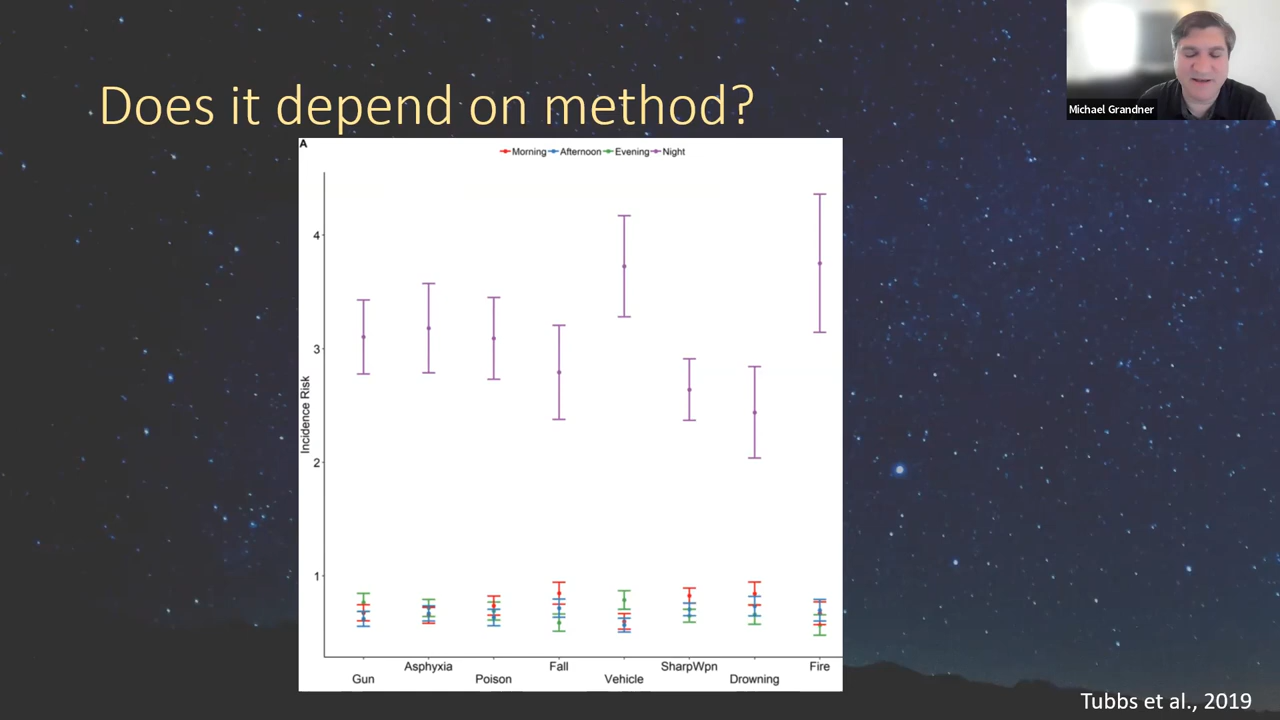 Michael Grandner
Does it depend on method?
A
Morning Afternoon Evening Night
4
3
2
1
Incidence Risk
Gun Asphyxia Poison Fall Vehicle SharpWpn Drowning Fire
Tubbs et al., 2019